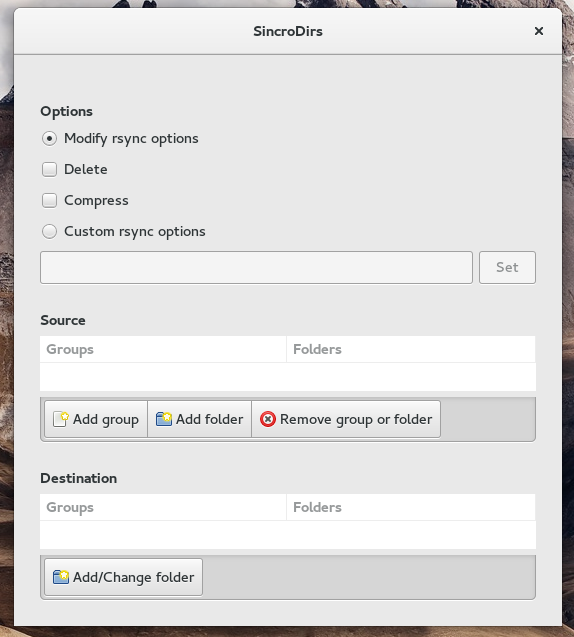 SincroDirs
Options
Modify rsync options
Delete
Compress
Custom rsync options
Set
Source
Groups Folders
Add group Add folder Remove group or folder
Destination
Groups Folders
Add/Change folder